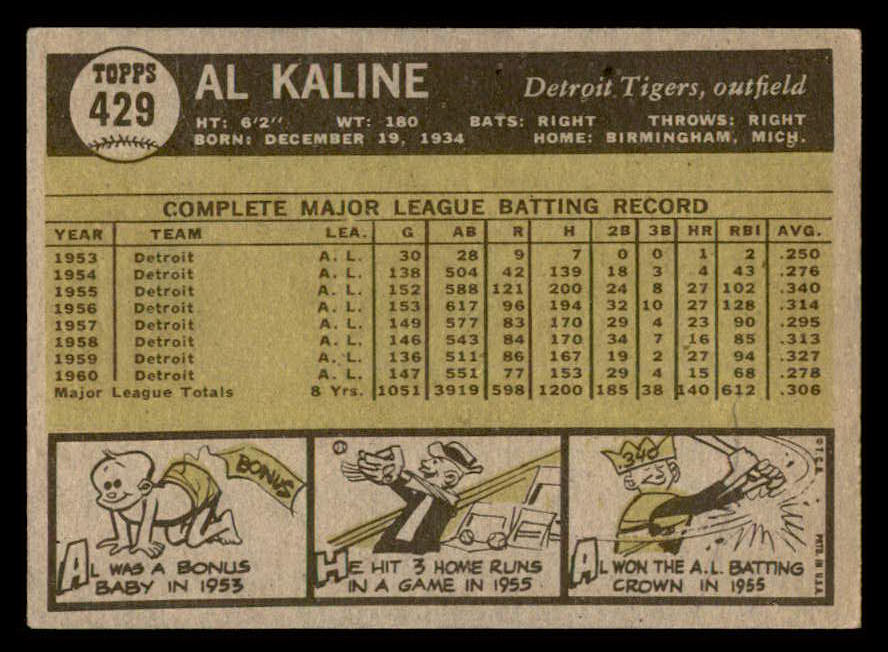 TOPPS
429
AL KALINE
Detroit Tigers, outfield
HT: 6'2" WT: 180 BATS: RIGHT THROWS: RIGHT
BORN: DECEMBER 19, 1934 HOME: BIRMINGHAM, MICH.
COMPLETE MAJOR LEAGUE BATTING RECORD
YEAR TEAM LEA. G AB R H 2B 3B HR RBI AVG.
1953 Detroit A. L. 30 28 9 7 0 0 1 2 .250
1954 Detroit A. L. 138 504 42 139 18 3 4 43 .276
1955 Detroit A. L. 152 588 121 200 24 8 27 102 .340
1956 Detroit A. L. 153 617 96 194 32 10 27 128 .314
1957 Detroit A. L. 149 577 83 170 29 4 23 90 .295
1958 Detroit A. L. 146 543 84 170 34 7 16 85 .313
1959 Detroit A. L. 136 511 86 167 19 2 27 94 .327
1960 Detroit A. L. 147 551 77 153 29 4 15 68 .278
Major League Totals 8 Yrs. 1051 3919 598 1200 185 38 140 612 .306
BONUS
AL WAS A BONUS
BABY IN 1953
HE HIT 3 HOME RUNS
IN A GAME IN 1955
.340
AL WON THE A.L. BATTING
CROWN IN 1955
© T.C.G. PRTD. IN U.S.A.